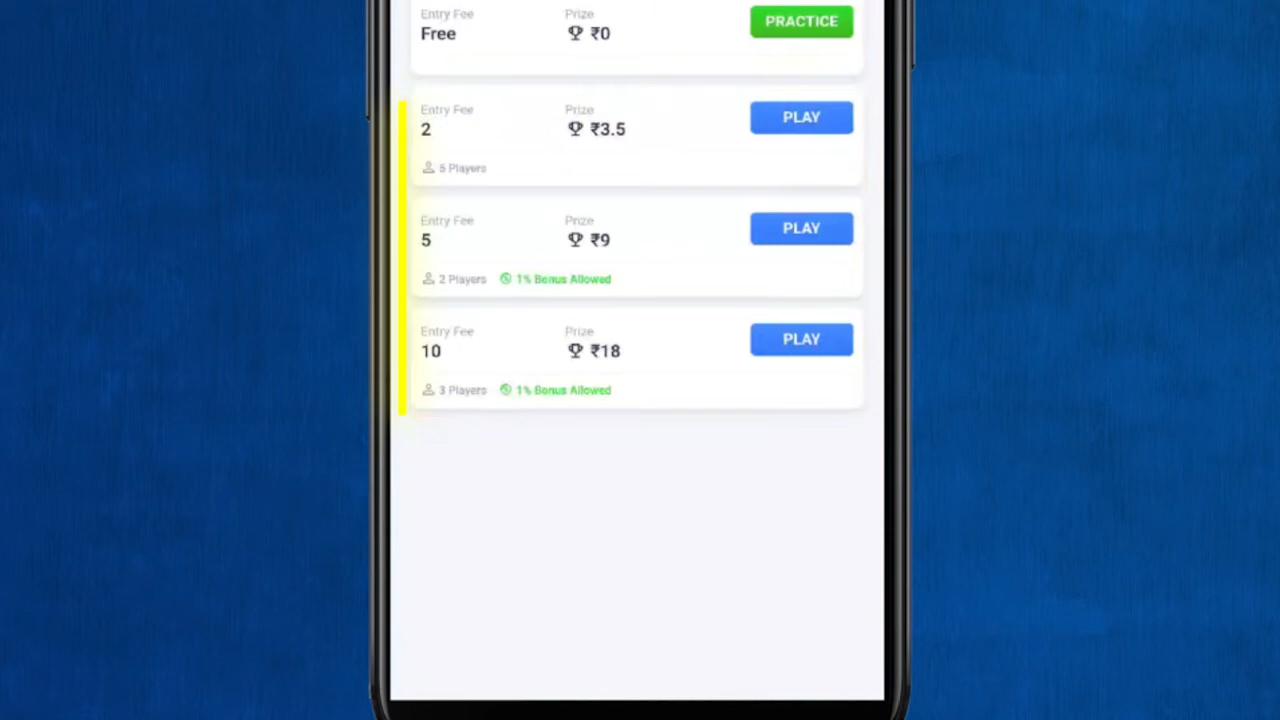 Entry Fee Prize PRACTICE
Free ₹0
Entry Fee Prize PLAY
2 ₹3.5
5 Players
Entry Fee Prize PLAY
5 ₹9
2 Players 1% Bonus Allowed
Entry Fee Prize PLAY
10 ₹18
3 Players 1% Bonus Allowed